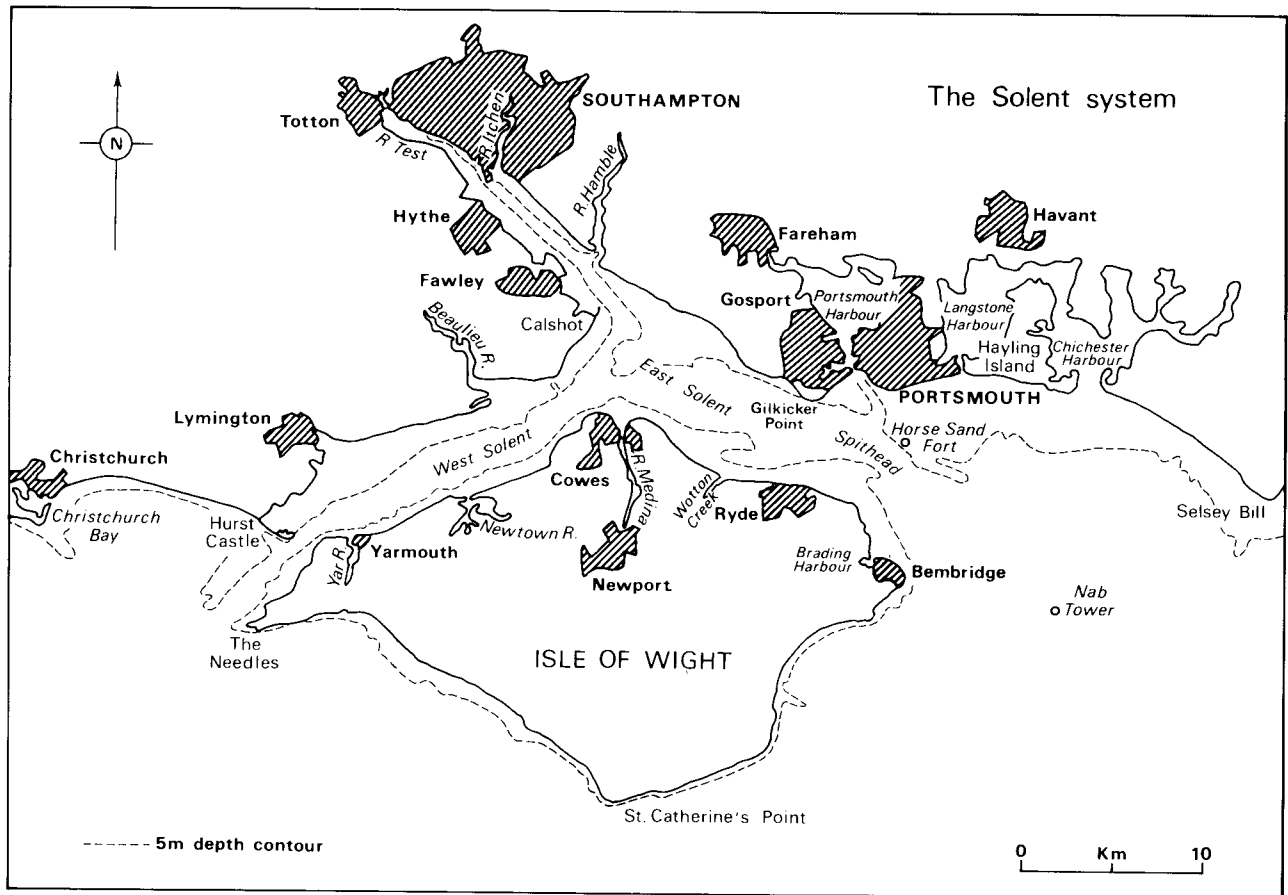 The Solent system
N
SOUTHAMPTON
Totton
R. Test
R. Itchen
R. Hamble
Hythe
Fawley
Calshot
Beaulieu R.
Fareham
Havant
Gosport
Portsmouth
Harbour
Langstone
Harbour
Hayling
Island
Chichester
Harbour
PORTSMOUTH
Gilkicker
Point
Horse Sand
Fort
East Solent
Spithead
West Solent
Lymington
Christchurch
Christchurch
Bay
Hurst
Castle
Cowes
R. Medina
Wotton
Creek
Ryde
Selsey Bill
Yar R.
Yarmouth
Newtown R.
Newport
Brading
Harbour
Bembridge
Nab
Tower
The
Needles
ISLE OF WIGHT
St. Catherine's Point
5m depth contour
0 Km 10